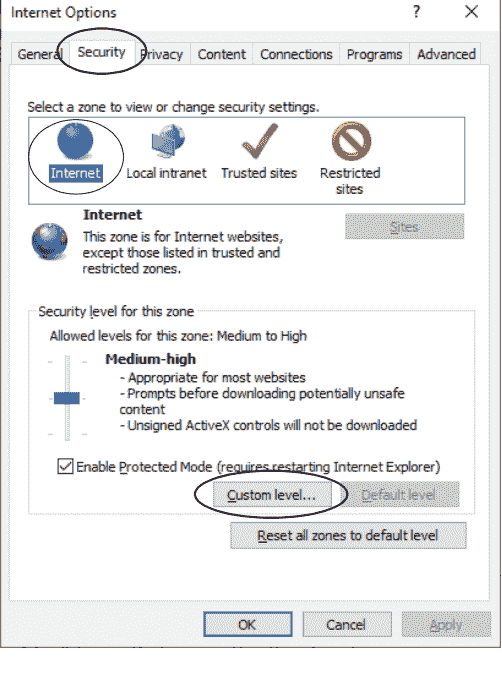 Internet Options ? ×
General Security Privacy Content Connections Programs Advanced
Select a zone to view or change security settings.
Internet Local intranet Trusted sites Restricted
sites
Internet
Sites
This zone is for Internet websites,
except those listed in trusted and
restricted zones.
Security level for this zone
Allowed levels for this zone: Medium to High
Medium-high
- Appropriate for most websites
- Prompts before downloading potentially unsafe
content
- Unsigned ActiveX controls will not be downloaded
Enable Protected Mode (requires restarting Internet Explorer)
Custom level... Default level
Reset all zones to default level
OK Cancel Apply